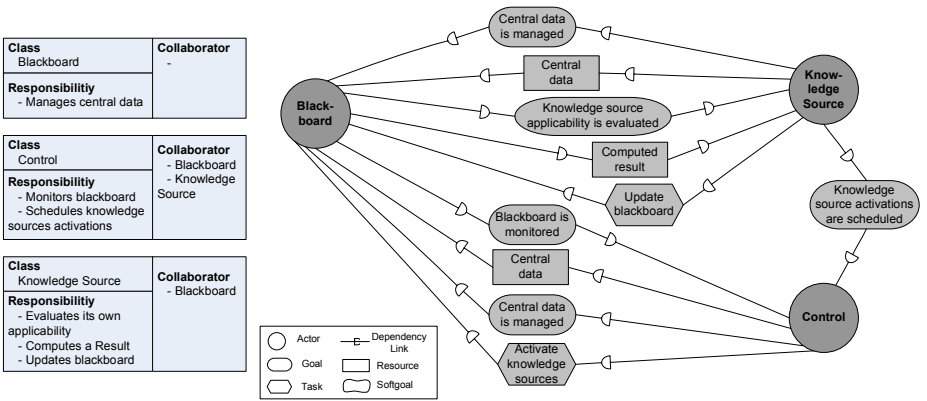 Class
Blackboard
Collaborator
-
Responsibilitiy
- Manages central data
Class
Control
Collaborator
- Blackboard
- Knowledge
Source
Responsibilitiy
- Monitors blackboard
- Schedules knowledge
sources activations
Class
Knowledge Source
Collaborator
- Blackboard
Responsibilitiy
- Evaluates its own
applicability
- Computes a Result
- Updates blackboard
Black-
board
Central data
is managed
Central
data
Knowledge source
applicability is evaluated
Computed
result
Update
blackboard
Know-
ledge
Source
Knowledge
source activations
are scheduled
Blackboard is
monitored
Central
data
Central data
is managed
Activate
knowledge
sources
Control
Actor
Dependency
Link
Goal
Resource
Task
Softgoal